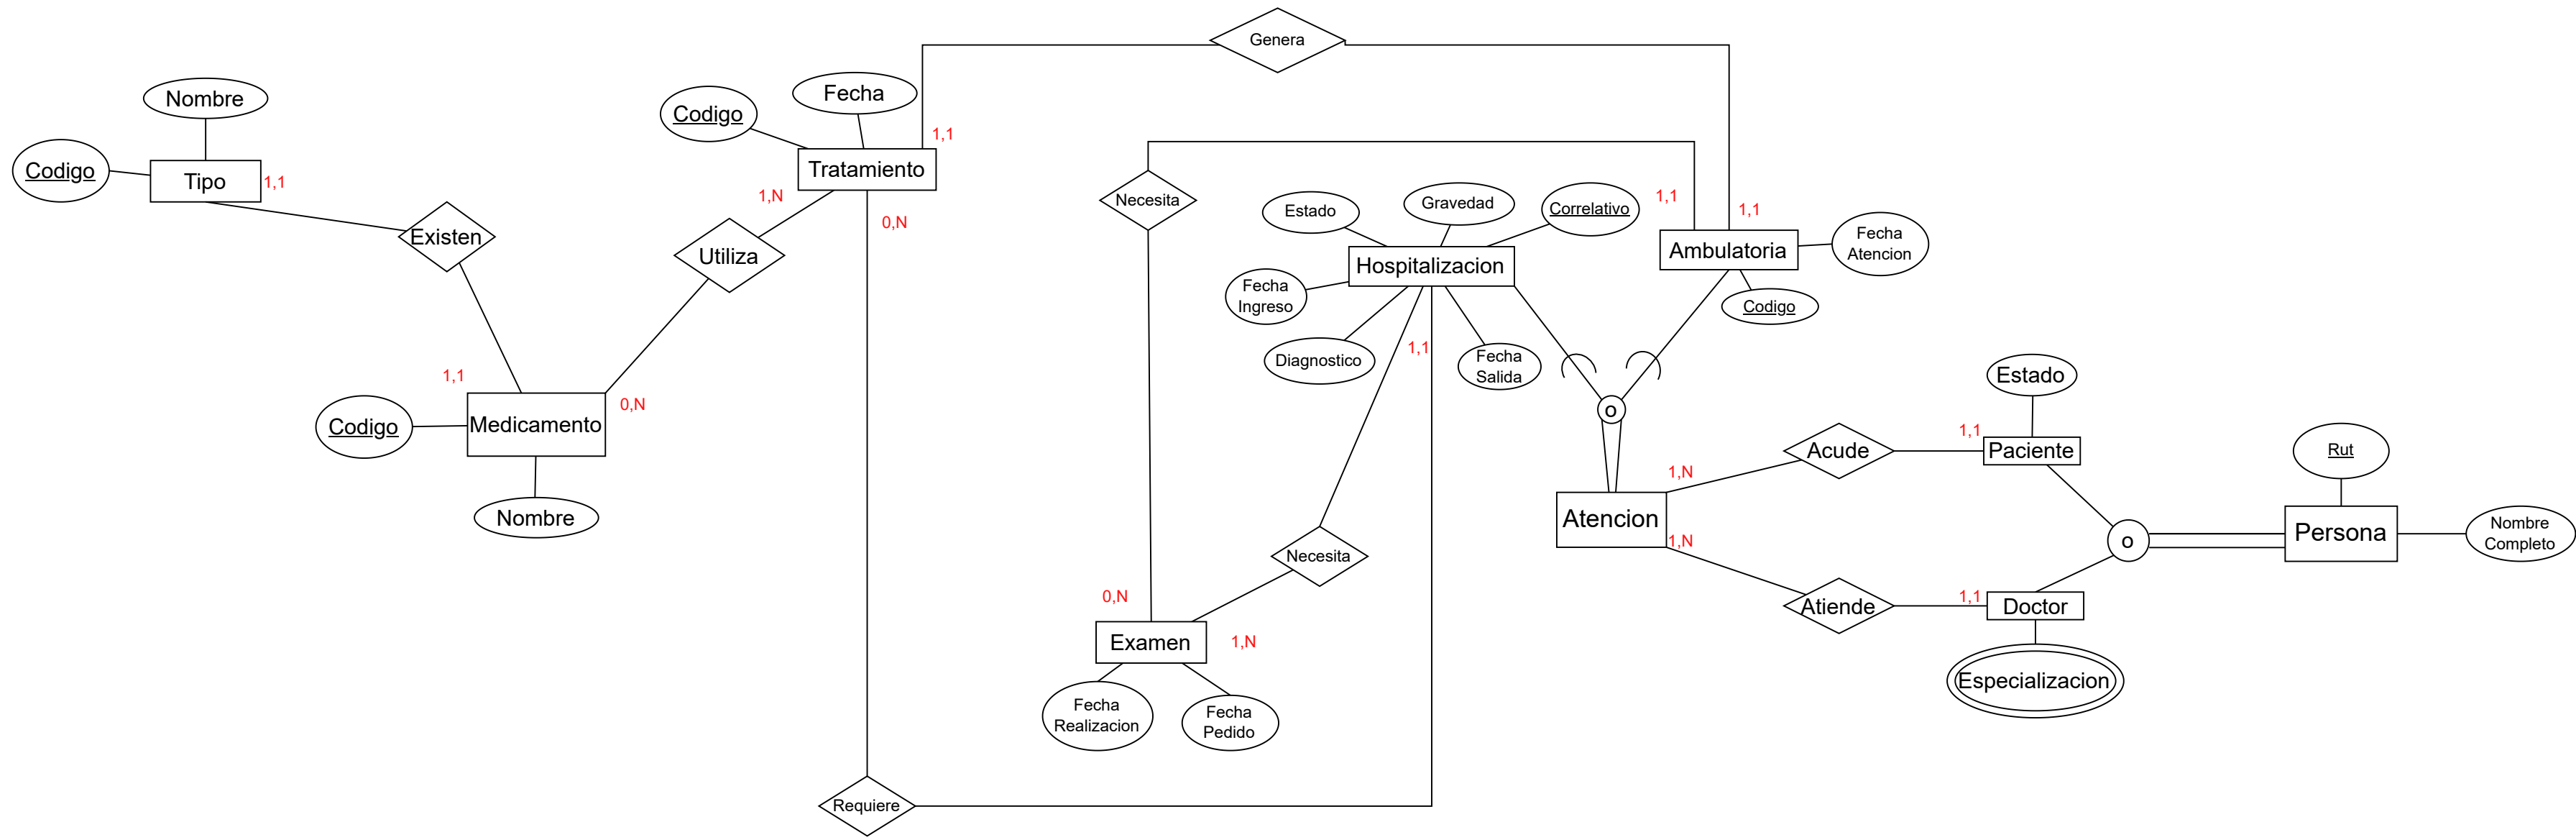 Genera
Nombre
Codigo
Tipo
1,1
Existen
Codigo
Fecha
Tratamiento
1,1
1,N
0,N
Utiliza
1,1
Medicamento
0,N
Codigo
Nombre
Necesita
Estado
Gravedad
Correlativo
Hospitalizacion
Fecha
Ingreso
Diagnostico
1,1
Fecha
Salida
1,1
1,1
Ambulatoria
Fecha
Atencion
Codigo
o
Necesita
0,N
Examen
1,N
Fecha
Realizacion
Fecha
Pedido
Requiere
Atencion
1,N
1,N
Acude
Atiende
1,1
Paciente
Estado
1,1
Doctor
Especializacion
o
Rut
Persona
Nombre
Completo